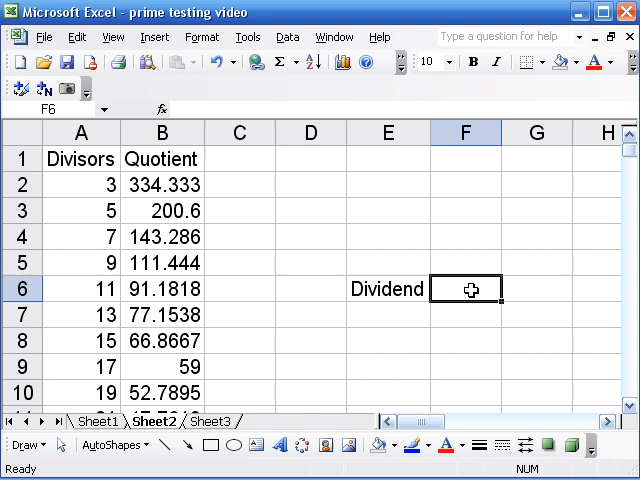 Microsoft Excel - prime testing video
File Edit View Insert Format Tools Data Window Help Type a question for help
10 B I U
F6 fx
A B C D E F G H
1 Divisors Quotient
2 3 334.333
3 5 200.6
4 7 143.286
5 9 111.444
6 11 91.1818 Dividend
7 13 77.1538
8 15 66.8667
9 17 59
10 19 52.7895
Sheet1 Sheet2 Sheet3
Draw AutoShapes
Ready NUM